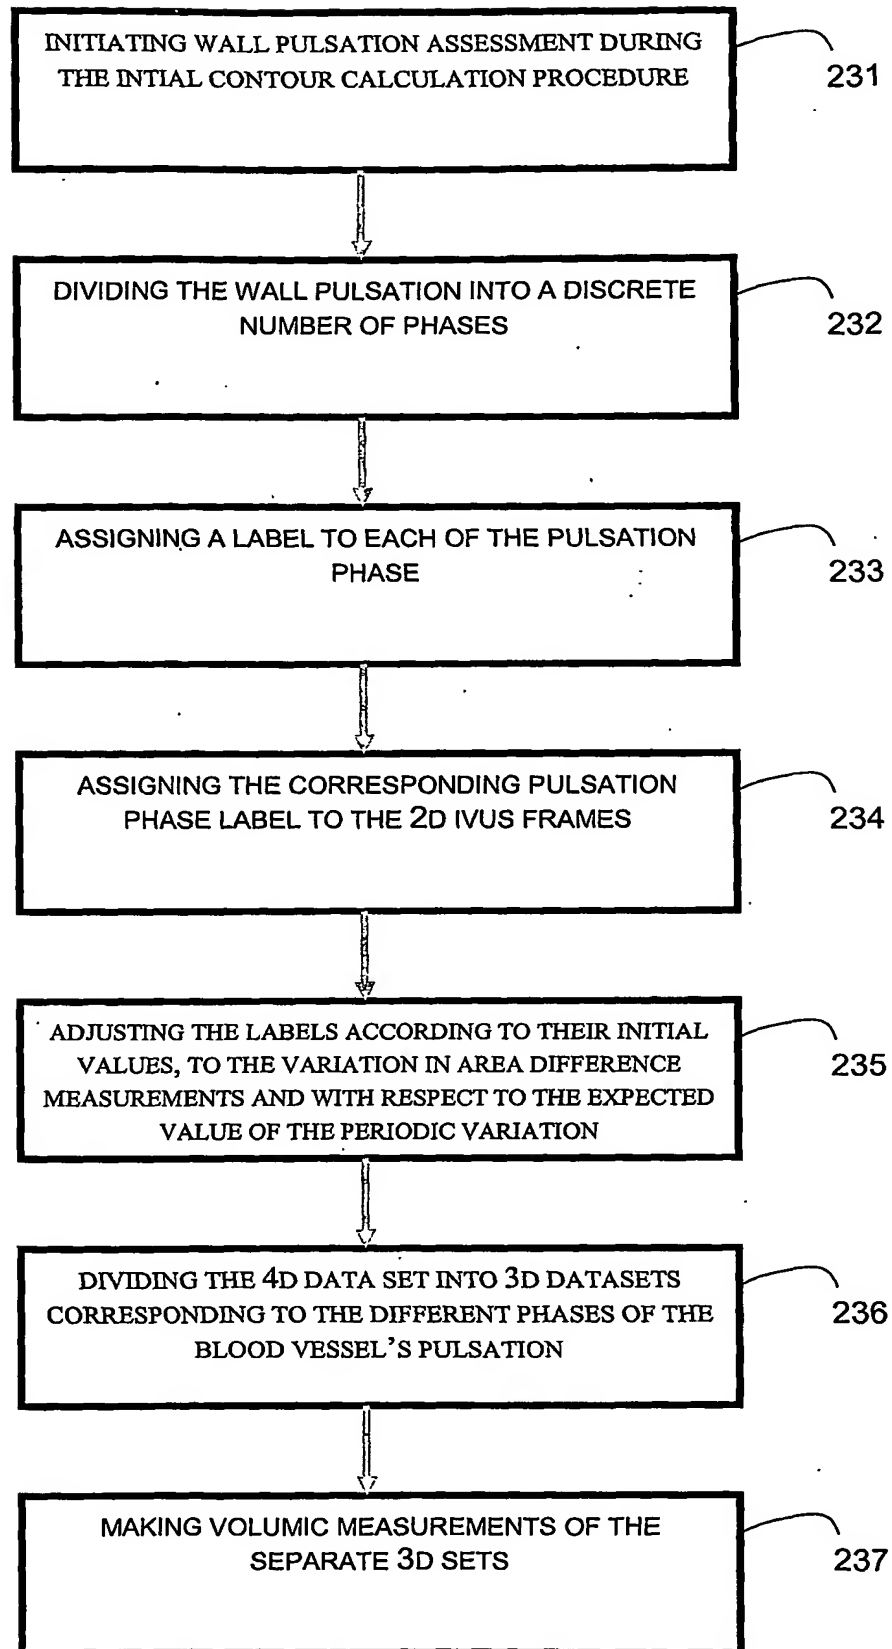 INITIATING WALL PULSATION ASSESSMENT DURING
THE INTIAL CONTOUR CALCULATION PROCEDURE
231
DIVIDING THE WALL PULSATION INTO A DISCRETE
NUMBER OF PHASES
232
ASSIGNING A LABEL TO EACH OF THE PULSATION
PHASE
233
ASSIGNING THE CORRESPONDING PULSATION
PHASE LABEL TO THE 2D IVUS FRAMES
234
ADJUSTING THE LABELS ACCORDING TO THEIR INITIAL
VALUES, TO THE VARIATION IN AREA DIFFERENCE
MEASUREMENTS AND WITH RESPECT TO THE EXPECTED
VALUE OF THE PERIODIC VARIATION
235
DIVIDING THE 4D DATA SET INTO 3D DATASETS
CORRESPONDING TO THE DIFFERENT PHASES OF THE
BLOOD VESSEL'S PULSATION
236
MAKING VOLUMIC MEASUREMENTS OF THE
SEPARATE 3D SETS
237